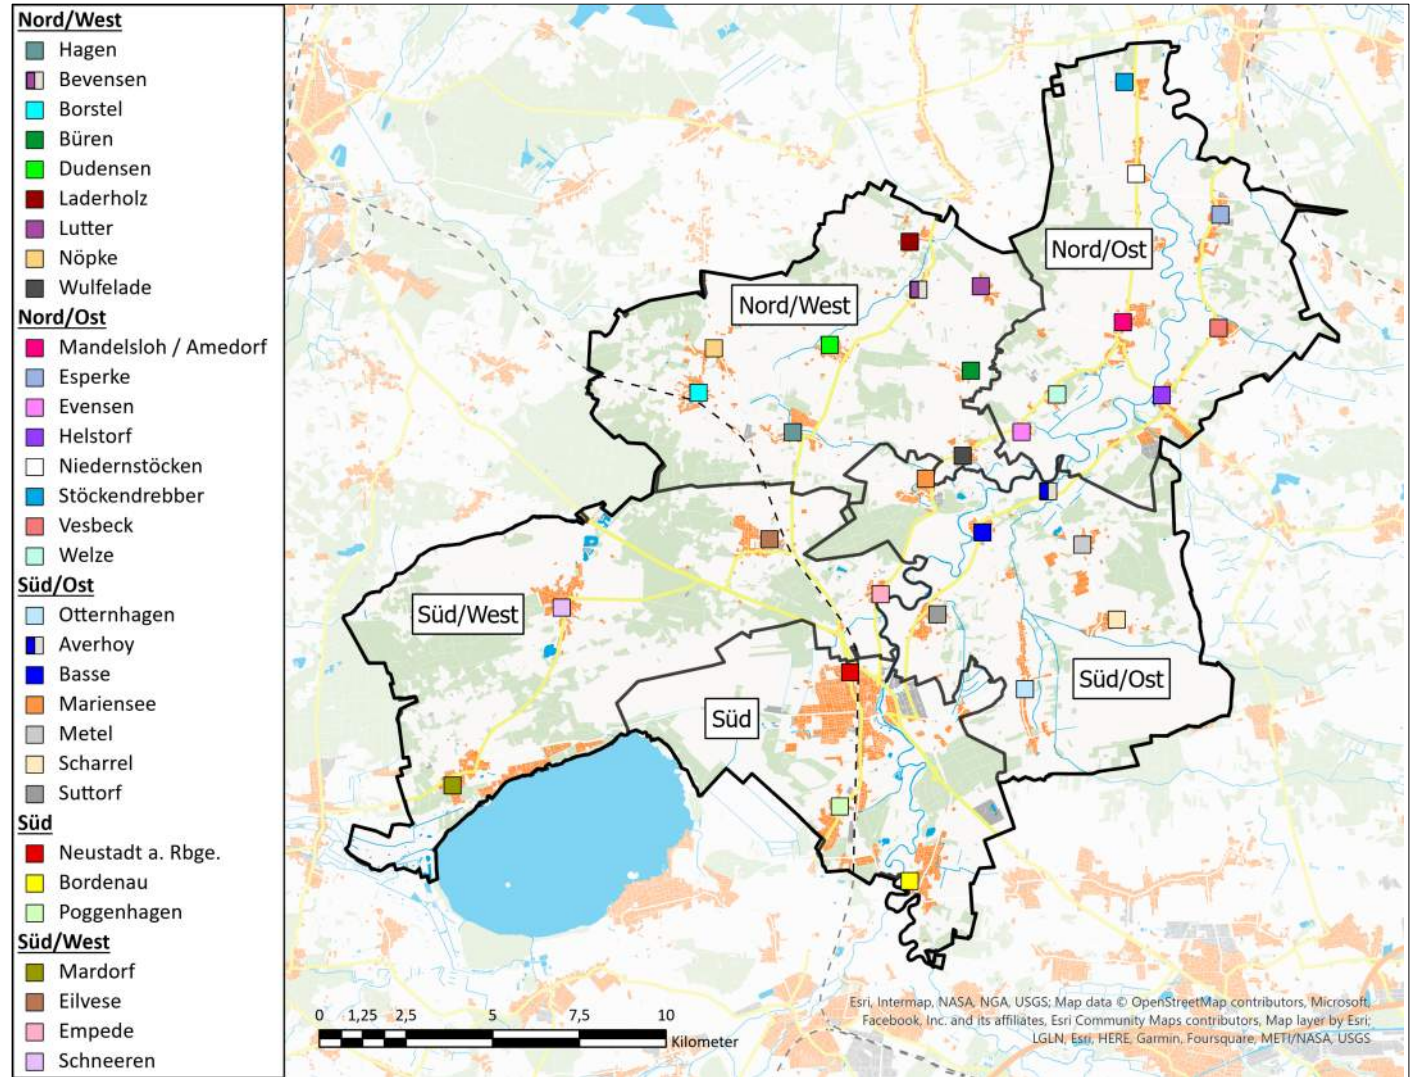 Nord/West
Hagen
Bevensen
Borstel
Büren
Dudensen
Laderholz
Lutter
Nöpke
Wulfelade
Nord/Ost
Mandelsloh / Amedorf
Esperke
Evensen
Helstorf
Niedernstöcken
Stöckendrebber
Vesbeck
Welze
Süd/Ost
Otternhagen
Averhoy
Basse
Mariensee
Metel
Scharrel
Suttorf
Süd
Neustadt a. Rbge.
Bordenau
Poggenhagen
Süd/West
Mardorf
Eilvese
Empede
Schneeren
Nord/Ost
Nord/West
Süd/West
Süd/Ost
Süd
0 1,25 2,5 5 7,5 10
Kilometer
Esri, Intermap, NASA, NGA, USGS; Map data © OpenStreetMap contributors, Microsoft,
Facebook, Inc. and its affiliates, Esri Community Maps contributors, Map layer by Esri;
LGLN, Esri, HERE, Garmin, Foursquare, METI/NASA, USGS